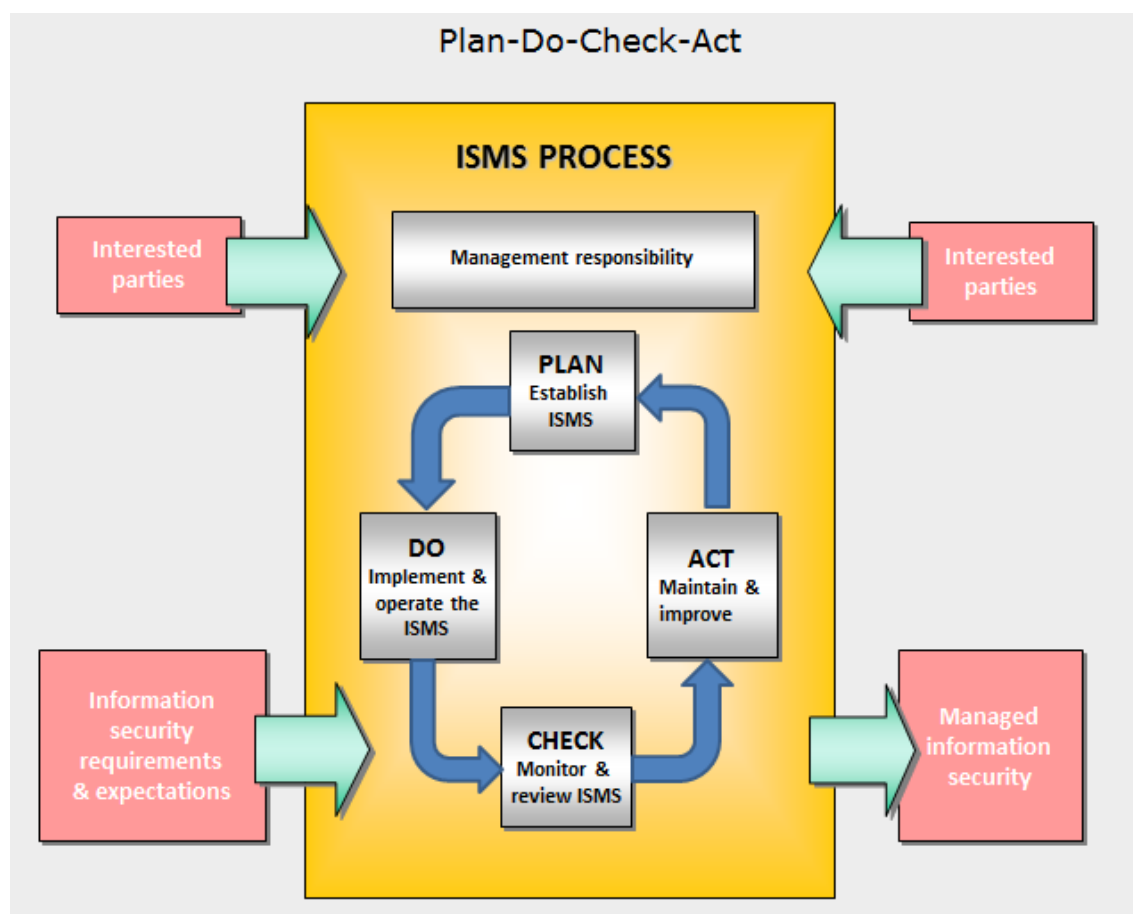 Plan-Do-Check-Act
ISMS PROCESS
Interested
parties
Management responsibility
Interested
parties
PLAN
Establish
ISMS
DO
Implement &
operate the
ISMS
ACT
Maintain &
improve
Information
security
requirements
& expectations
CHECK
Monitor &
review ISMS
Managed
information
security